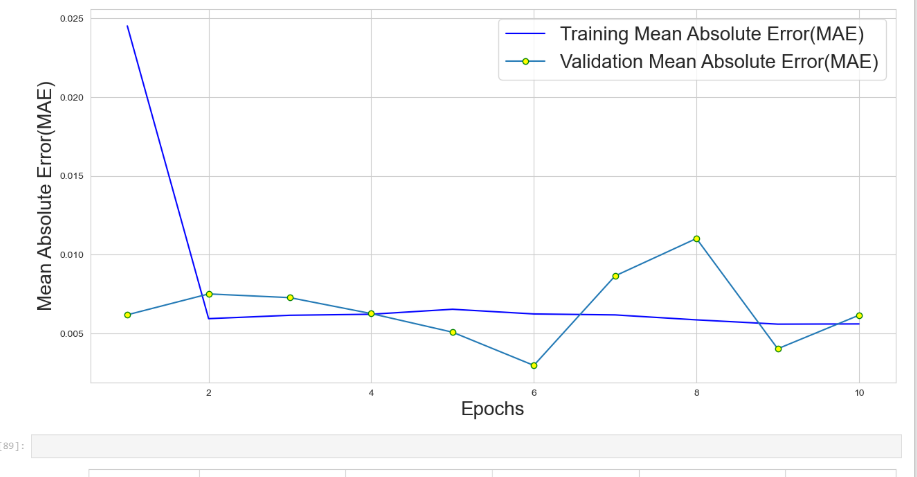 0.025
Training Mean Absolute Error(MAE)
Validation Mean Absolute Error(MAE)
0.020
0.015
0.010
0.005
Mean Absolute Error(MAE)
2 4 6 8 10
Epochs
[89]: